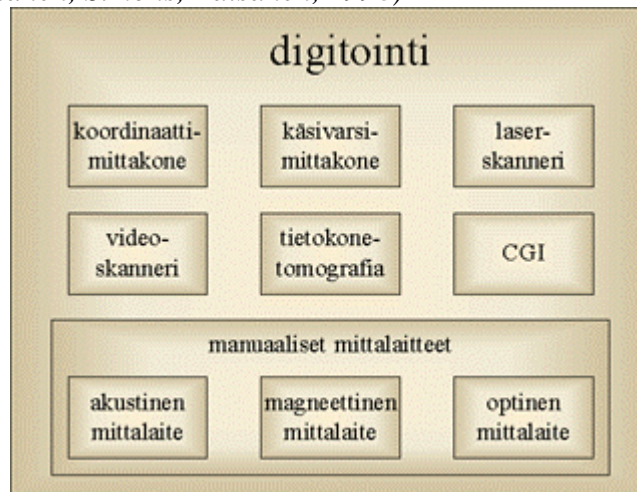 digitointi
koordinaatti-
mittakone
käsivarsi-
mittakone
laser-
skanneri
video-
skanneri
tietokone-
tomografia
CGI
manuaaliset mittalaitteet
akustinen
mittalaite
magneettinen
mittalaite
optinen
mittalaite